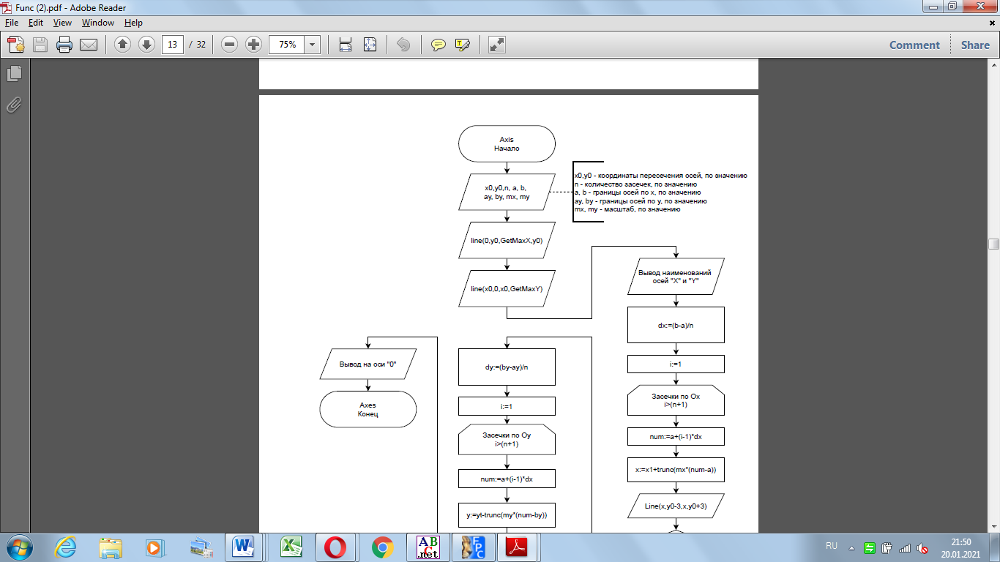 Func (2).pdf - Adobe Reader
File Edit View Window Help
13 / 32 75% Comment Share
Axis
Начало
x0,y0,n, a, b,
ay, by, mx, my
x0,y0 - координаты пересечения осей, по значению
n - количество засечек, по значению
a, b - границы осей по x, по значению
ay, by - границы осей по y, по значению
mx, my - масштаб, по значению
line(0,y0,GetMaxX,y0)
line(x0,0,x0,GetMaxY)
Вывод наименований
осей "X" и "Y"
dx:=(b-a)/n
i:=1
Засечки по Ox
i>(n+1)
num:=a+(i-1)*dx
x:=x1+trunc(mx*(num-a))
Line(x,y0-3,x,y0+3)
dy:=(by-ay)/n
i:=1
Засечки по Oy
i>(n+1)
num:=a+(i-1)*dx
y:=yt-trunc(my*(num-by))
Вывод на оси "0"
Axes
Конец
W
X
AB
C
.net
FPC
RU
21:50
20.01.2021